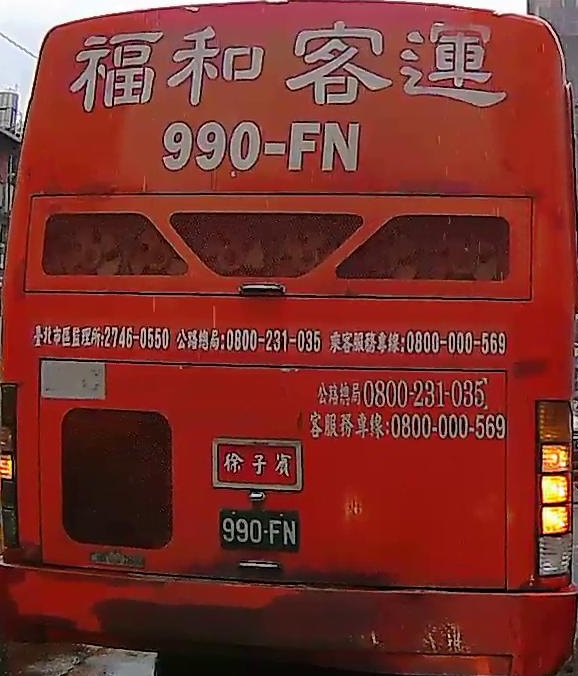 福和客運
990-FN
臺北市區監理所:2746-0550 公路總局:0800-231-035 乘客服務專線:0800-000-569
公路總局 0800-231-035
客服務專線:0800-000-569
徐子賓
990-FN